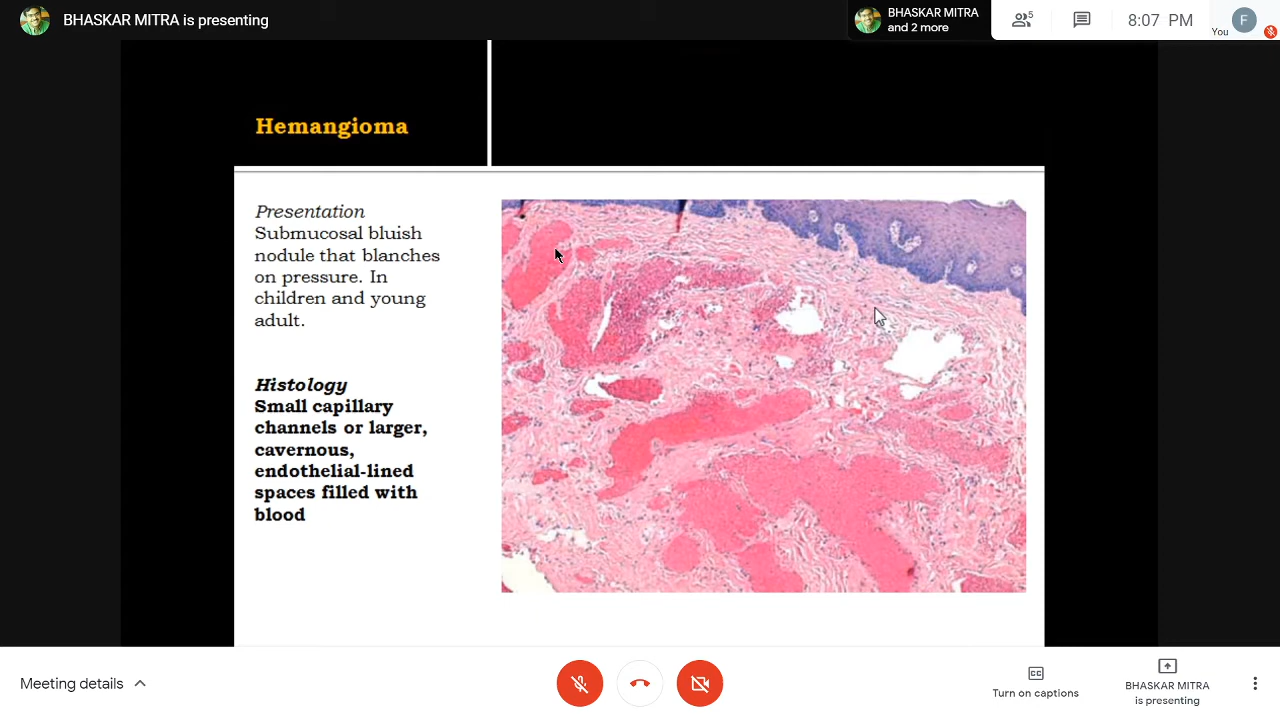 BHASKAR MITRA is presenting
BHASKAR MITRA
and 2 more
5
8:07 PM
You
F
Hemangioma
Presentation
Submucosal bluish
nodule that blanches
on pressure. In
children and young
adult.
Histology
Small capillary
channels or larger,
cavernous,
endothelial-lined
spaces filled with
blood
Meeting details
CC
Turn on captions
BHASKAR MITRA
is presenting